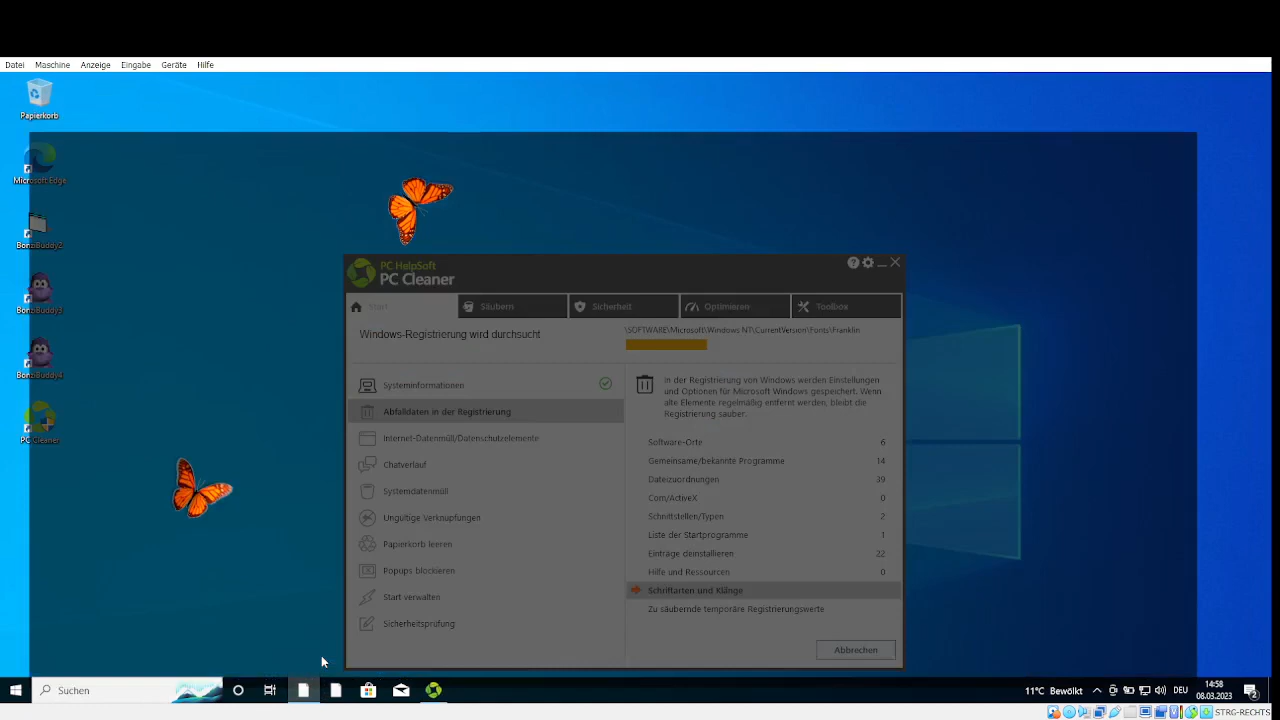 Datei Maschine Anzeige Eingabe Geräte Hilfe
Papierkorb
Microsoft Edge
BonziBuddy2
BonziBuddy3
BonziBuddy4
PC Cleaner
PC HelpSoft
PC Cleaner
Start Säubern Sicherheit Optimieren Toolbox
Windows-Registrierung wird durchsucht
\SOFTWARE\Microsoft\Windows NT\CurrentVersion\Fonts\Franklin
Systeminformationen
Abfalldaten in der Registrierung
Internet-Datenmüll/Datenschutzelemente
Chatverlauf
Systemdatenmüll
Ungültige Verknüpfungen
Papierkorb leeren
Popups blockieren
Start verwalten
Sicherheitsprüfung
In der Registrierung von Windows werden Einstellungen
und Optionen für Microsoft Windows gespeichert. Wenn
alte Elemente regelmäßig entfernt werden, bleibt die
Registrierung sauber.
Software-Orte 6
Gemeinsame/bekannte Programme 14
Dateizuordnungen 39
Com/ActiveX 0
Schnittstellen/Typen 2
Liste der Startprogramme 1
Einträge deinstallieren 22
Hilfe und Ressourcen 0
Schriftarten und Klänge
Zu säubernde temporäre Registrierungswerte
Abbrechen
Suchen
11°C Bewölkt
DEU
14:58
08.03.2023
2
STRG-RECHTS